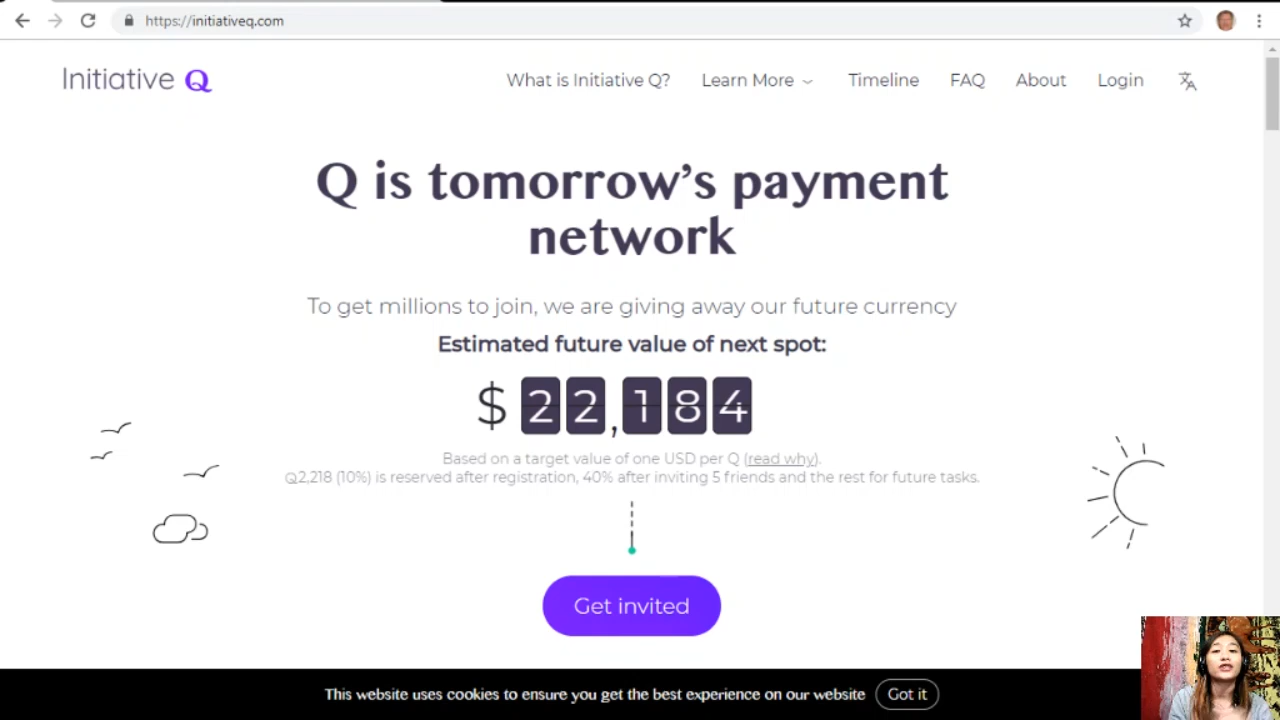 https://initiativeq.com
Initiative Q
What is Initiative Q? Learn More Timeline FAQ About Login
Q is tomorrow's payment
network
To get millions to join, we are giving away our future currency
Estimated future value of next spot:
$ 22,184
Based on a target value of one USD per Q (read why).
Q2,218 (10%) is reserved after registration, 40% after inviting 5 friends and the rest for future tasks.
Get invited
This website uses cookies to ensure you get the best experience on our website Got it